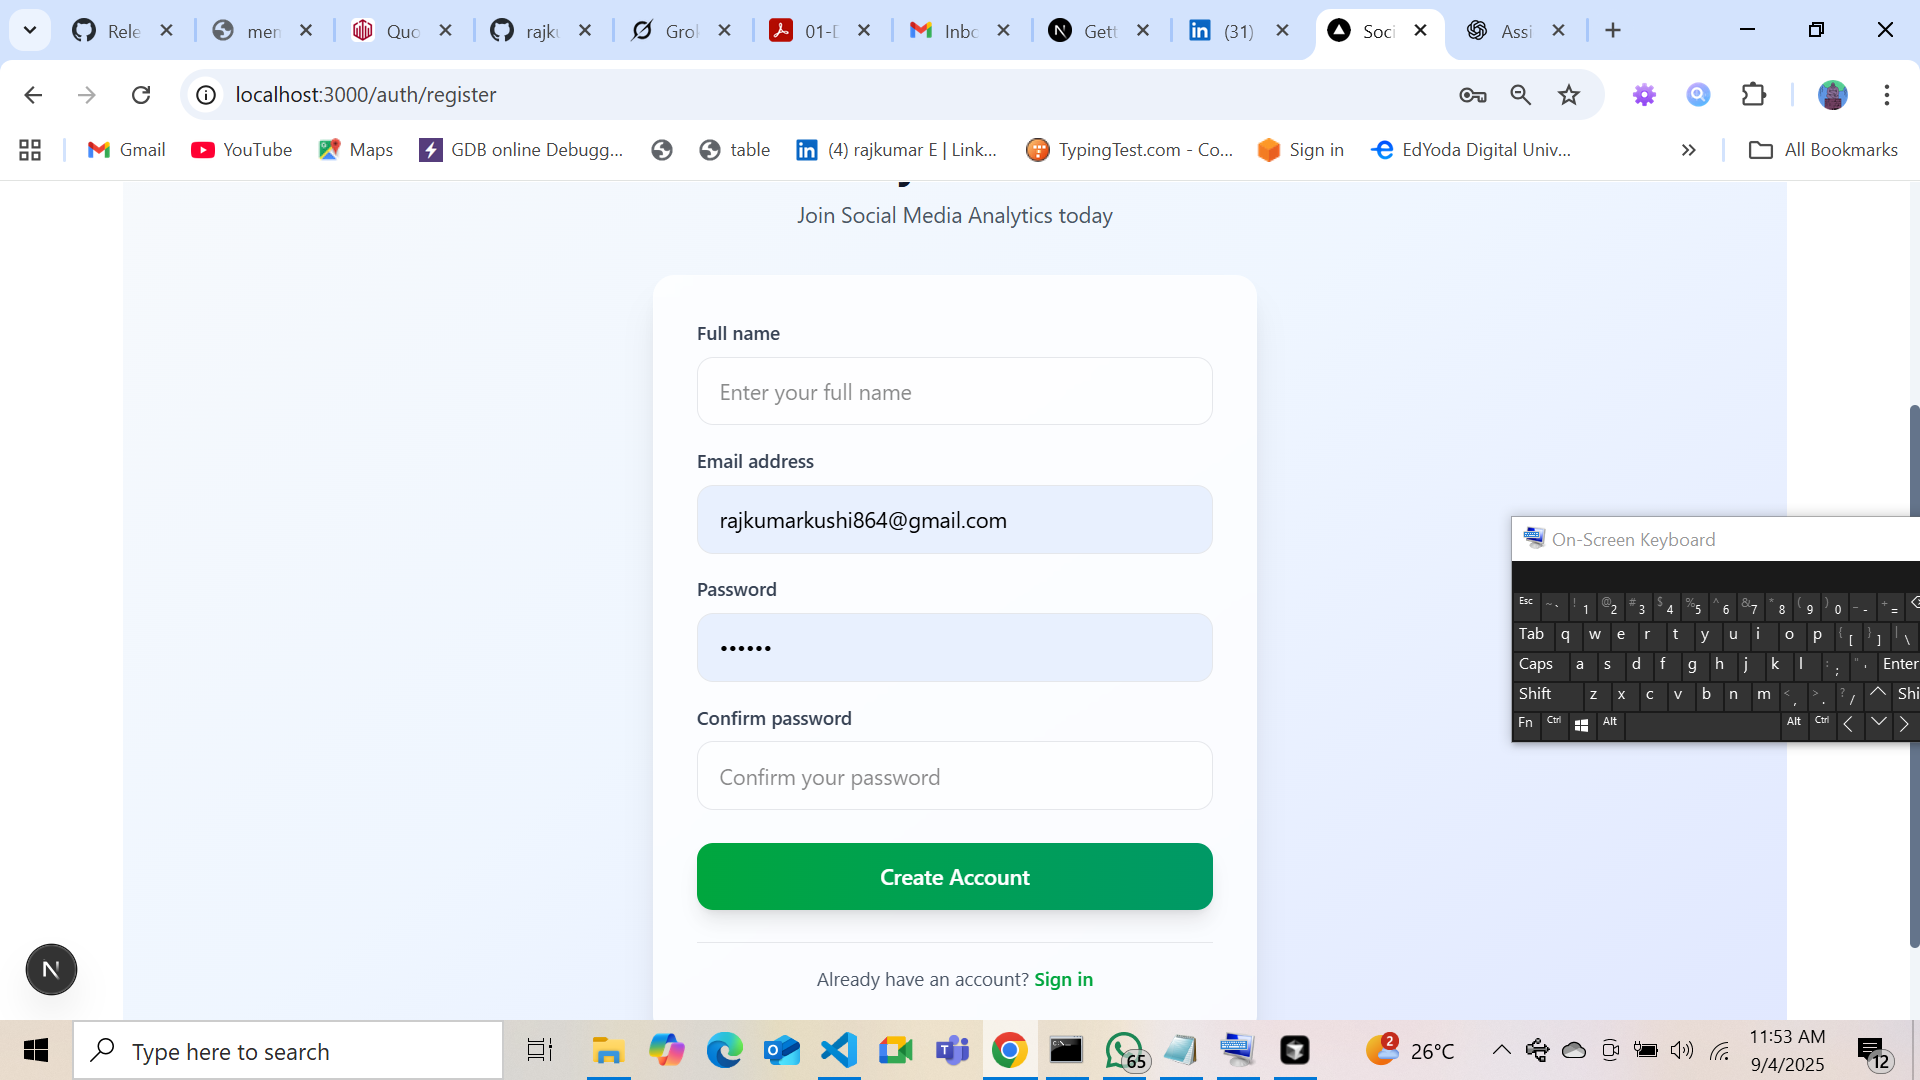 Rele
mem
Quo
rajku
Grok
01-D
Inbo
Gett
(31)
Soci
Assi
localhost:3000/auth/register
Gmail
YouTube
Maps
GDB online Debugg...
table
(4) rajkumar E | Link...
TypingTest.com - Co...
Sign in
EdYoda Digital Univ...
All Bookmarks
Join Social Media Analytics today
Full name
Enter your full name
Email address
rajkumarkushi864@gmail.com
Password
••••••
Confirm password
Confirm your password
Create Account
Already have an account? Sign in
N
On-Screen Keyboard
Esc ~ ` ! 1 @ 2 # 3 $ 4 % 5 ^ 6 & 7 * 8 ( 9 ) 0 _ - + =
Tab q w e r t y u i o p { [ } ] | \
Caps a s d f g h j k l : ; " ' Enter
Shift z x c v b n m < , > . ? / Shi
Fn Ctrl Alt Alt Ctrl
Type here to search
65
2
26°C
11:53 AM
9/4/2025
12